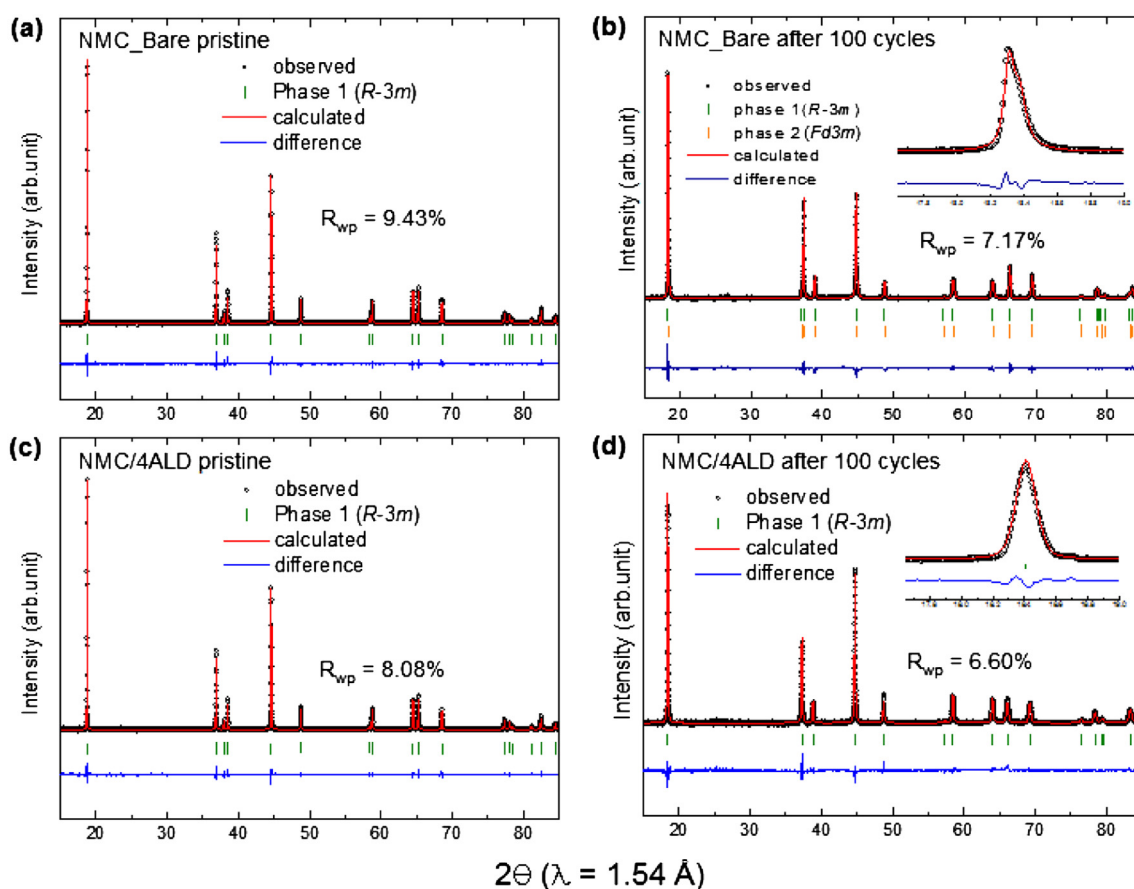 (a)
NMC_Bare pristine
observed
Phase 1 (R-3m)
calculated
difference
Rwp = 9.43%
Intensity (arb.unit)
20 30 40 50 60 70 80
(b)
NMC_Bare after 100 cycles
observed
phase 1 (R-3m)
phase 2 (Fd3m)
calculated
difference
Rwp = 7.17%
Intensity (arb.unit)
20 30 40 50 60 70 80
(c)
NMC/4ALD pristine
observed
Phase 1 (R-3m)
calculated
difference
Rwp = 8.08%
Intensity (arb.unit)
20 30 40 50 60 70 80
(d)
NMC/4ALD after 100 cycles
observed
Phase 1 (R-3m)
calculated
difference
Rwp = 6.60%
Intensity (arb.unit)
20 30 40 50 60 70 80
2Θ (λ = 1.54 Å)